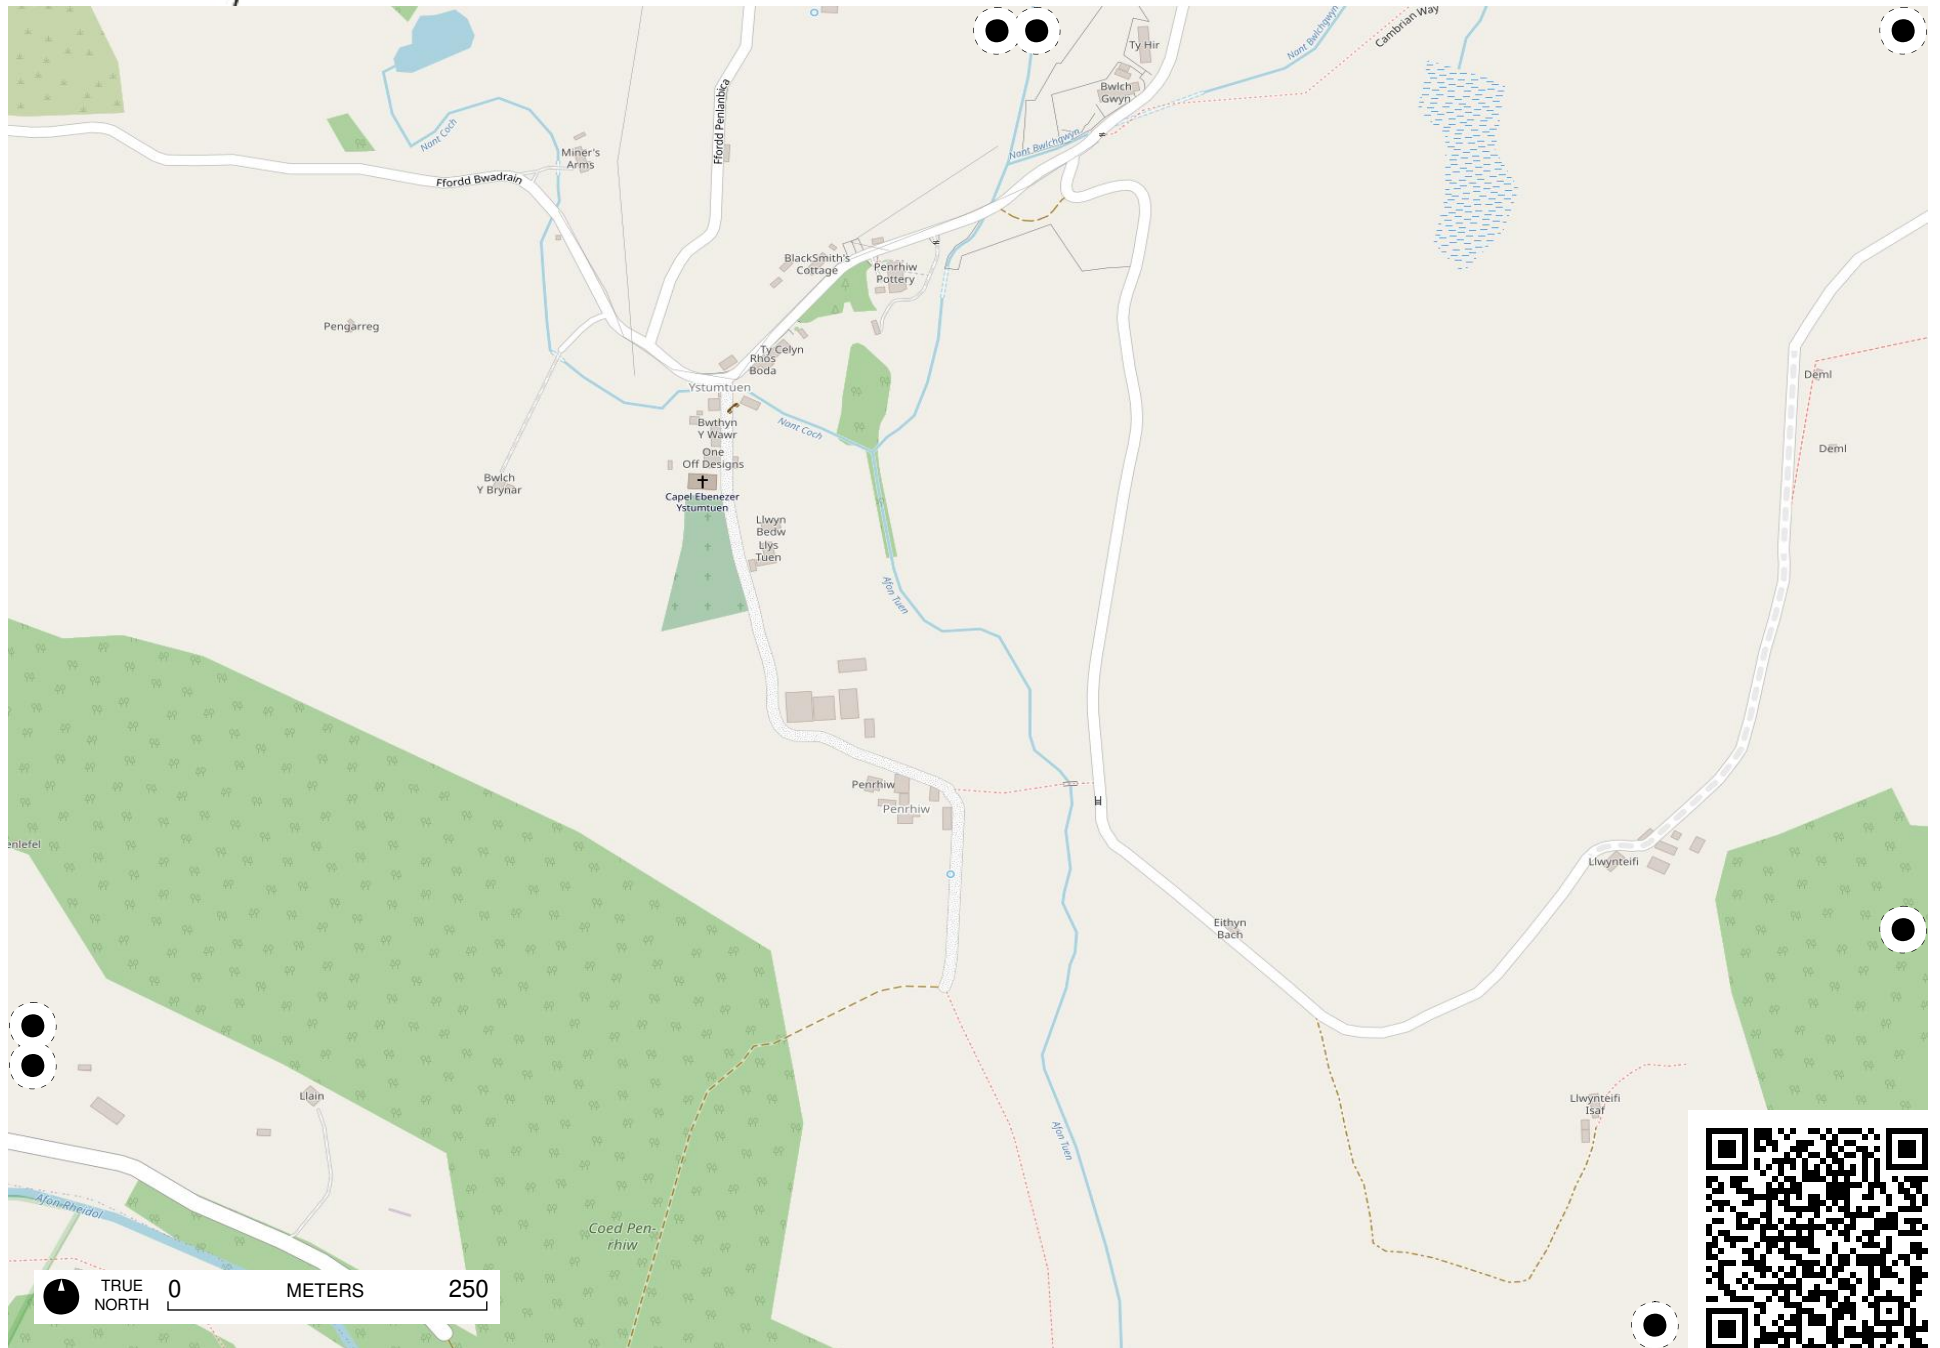 Cambrian Way
Nant Bwlchgwyn
Ty Hir
Bwlch
Gwyn
Ffordd Penlanbica
Nant Coch
Miner's
Arms
Nant Bwlchgwyn
Ffordd Bwadrain
BlackSmith's
Cottage
Penrhiw
Pottery
Pengarreg
Ty Celyn
Rhos
Boda
Deml
Ystumtuen
Bwthyn
Y Wawr
Nant Coch
Deml
One
Off Designs
Bwlch
Y Brynar
Capel Ebenezer
Ystumtuen
Llwyn
Bedw
Llys
Tuen
Afon Tuen
Penrhiw
Penrhiw
enlefel
Llwynteifi
Eithyn
Bach
Llain
Llwynteifi
Isaf
Afon Tuen
Afon Rheidol
Coed Pen-
rhiw
TRUE
NORTH
0 METERS 250